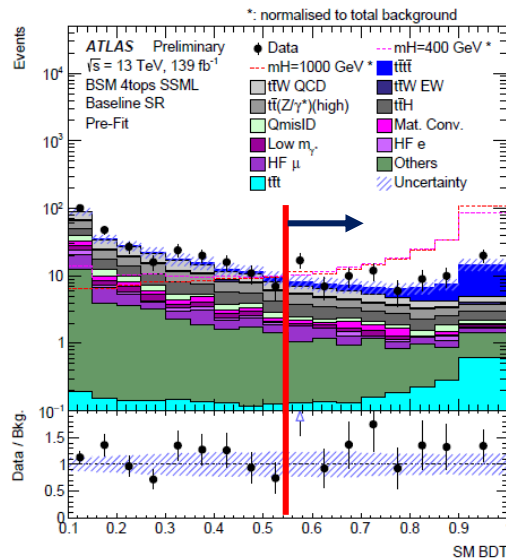 *: normalised to total background
Events
ATLAS Preliminary
√s = 13 TeV, 139 fb⁻¹
BSM 4tops SSML
Baseline SR
Pre-Fit
Data
mH=400 GeV *
mH=1000 GeV *
tt̄tt̄
tt̄W QCD
tt̄W EW
tt̄(Z/γ*)(high)
tt̄H
QmisID
Mat. Conv.
Low mγ*
HF e
HF μ
Others
tt̄t
Uncertainty
10⁴
10³
10²
10
1
10⁻¹
Data / Bkg.
2
1.5
1
0.5
0
0.1 0.2 0.3 0.4 0.5 0.6 0.7 0.8 0.9
SM BDT